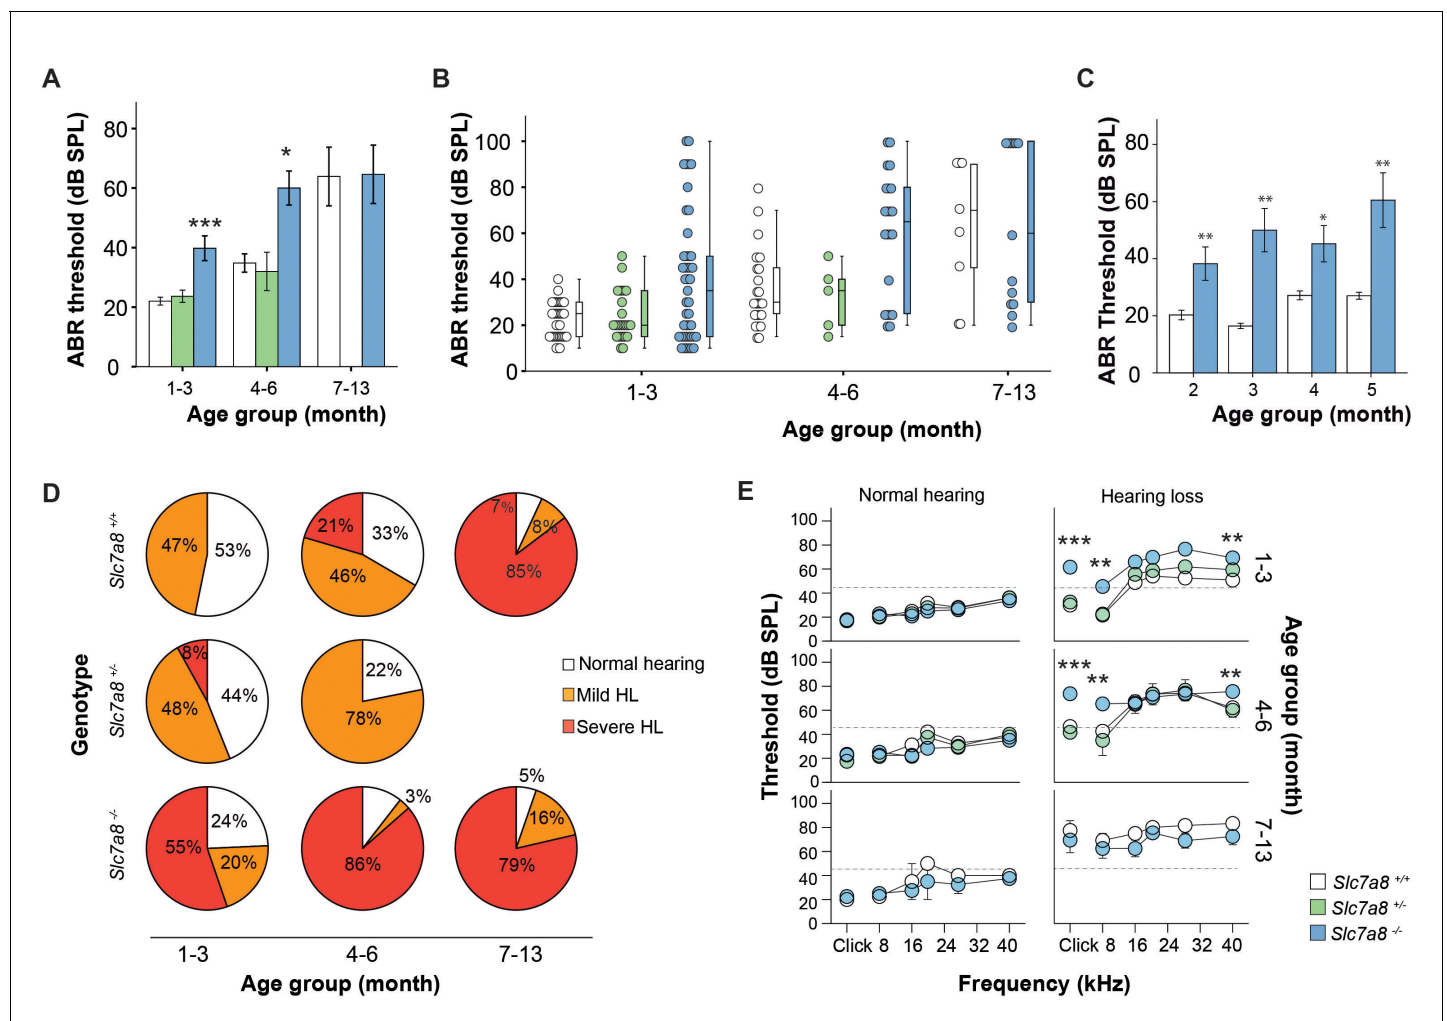 A
ABR threshold (dB SPL)
80
60
40
20
0
***
*
1-3
4-6
7-13
Age group (month)
B
ABR threshold (dB SPL)
100
80
60
40
20
0
1-3
4-6
7-13
Age group (month)
C
ABR Threshold (dB SPL)
80
60
40
20
0
**
**
*
**
2
3
4
5
Age group (month)
D
Genotype
Slc7a8 +/+
47%
53%
21%
33%
46%
7%
8%
85%
Slc7a8 +/-
8%
44%
48%
22%
78%
Normal hearing
Mild HL
Severe HL
Slc7a8 -/-
55%
24%
20%
3%
86%
5%
16%
79%
1-3
4-6
7-13
Age group (month)
E
Normal hearing
Hearing loss
Threshold (dB SPL)
100
80
60
40
20
0
***
**
**
1-3
100
80
60
40
20
0
***
**
**
4-6
100
80
60
40
20
0
7-13
Age group (month)
Click 8 16 24 32 40
Click 8 16 24 32 40
Frequency (kHz)
Slc7a8 +/+
Slc7a8 +/-
Slc7a8 -/-